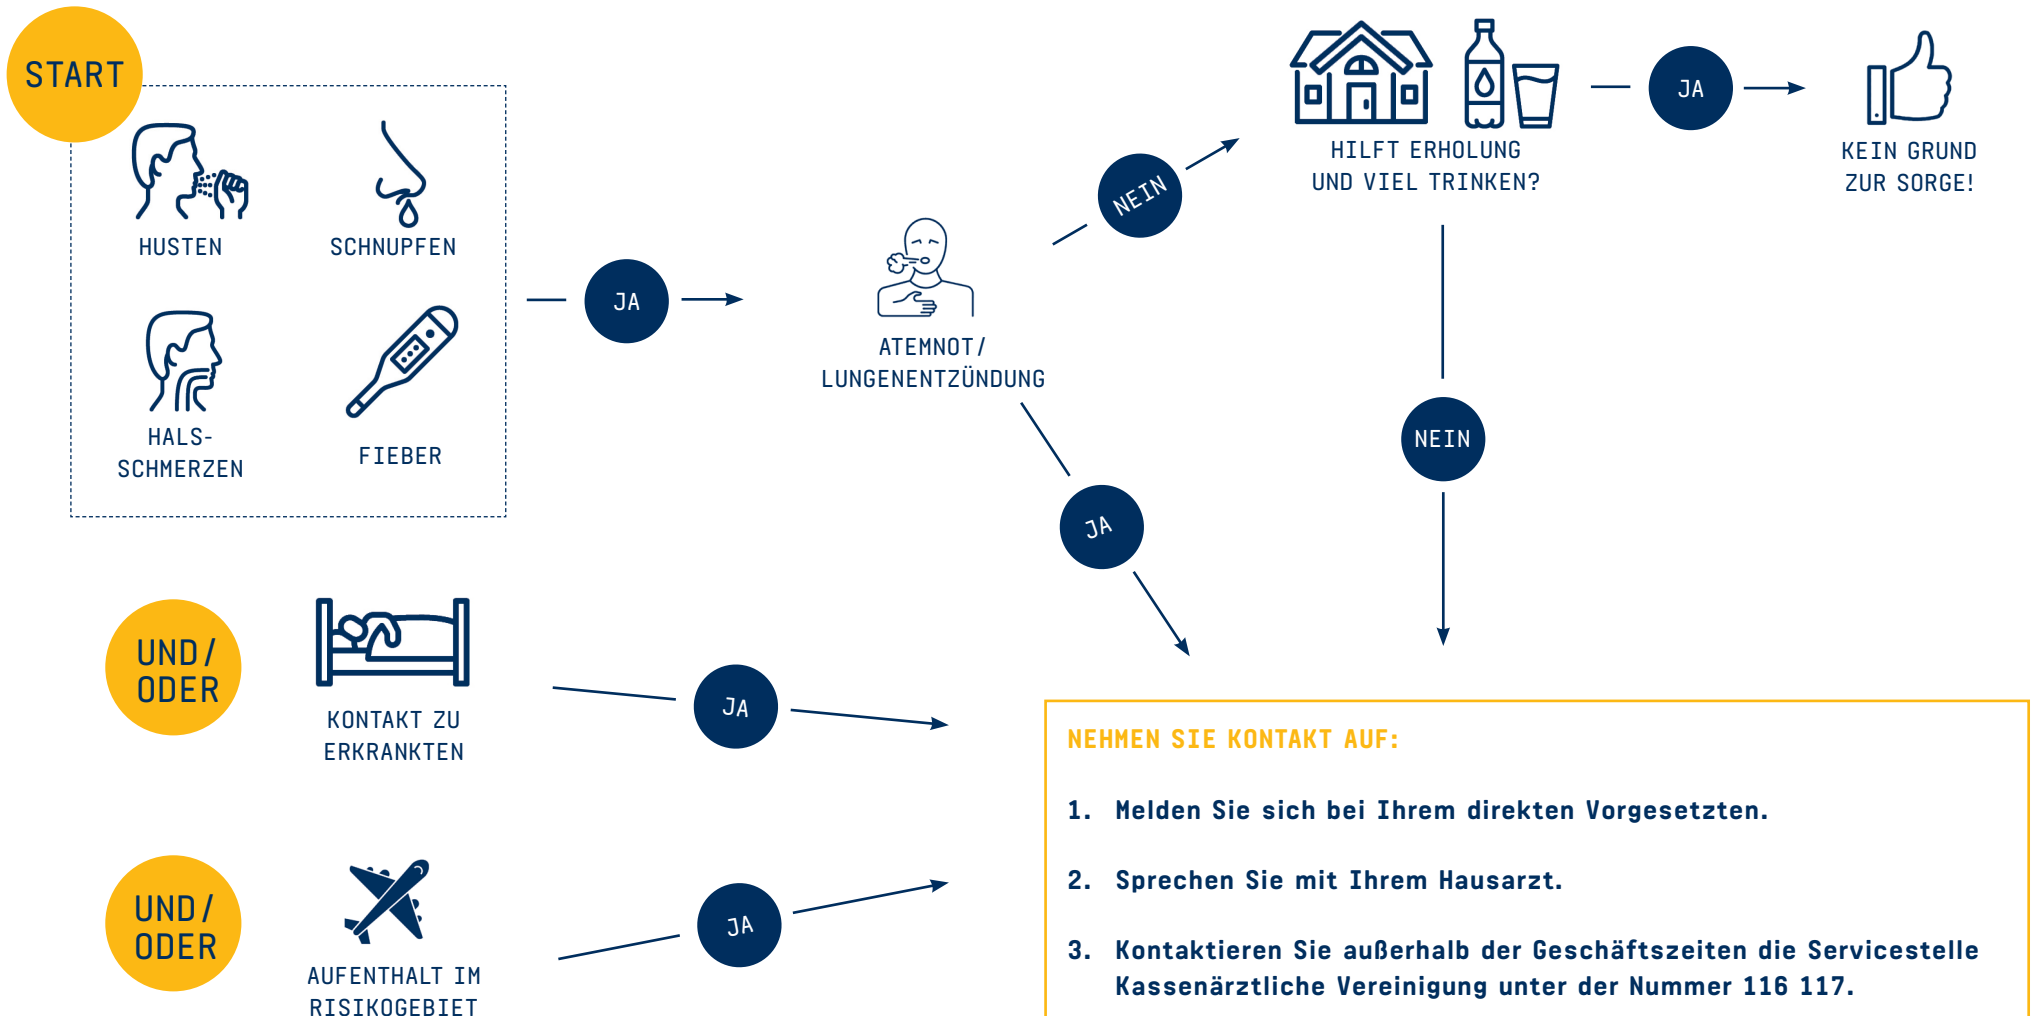 START
HUSTEN
SCHNUPFEN
HALS-
SCHMERZEN
FIEBER
JA
ATEMNOT/
LUNGENENTZÜNDUNG
NEIN
HILFT ERHOLUNG
UND VIEL TRINKEN?
JA
KEIN GRUND
ZUR SORGE!
JA
NEIN
UND/
ODER
KONTAKT ZU
ERKRANKTEN
JA
UND/
ODER
AUFENTHALT IM
RISIKOGEBIET
JA
NEHMEN SIE KONTAKT AUF:
1. Melden Sie sich bei Ihrem direkten Vorgesetzten.
2. Sprechen Sie mit Ihrem Hausarzt.
3. Kontaktieren Sie außerhalb der Geschäftszeiten die Servicestelle
Kassenärztliche Vereinigung unter der Nummer 116 117.